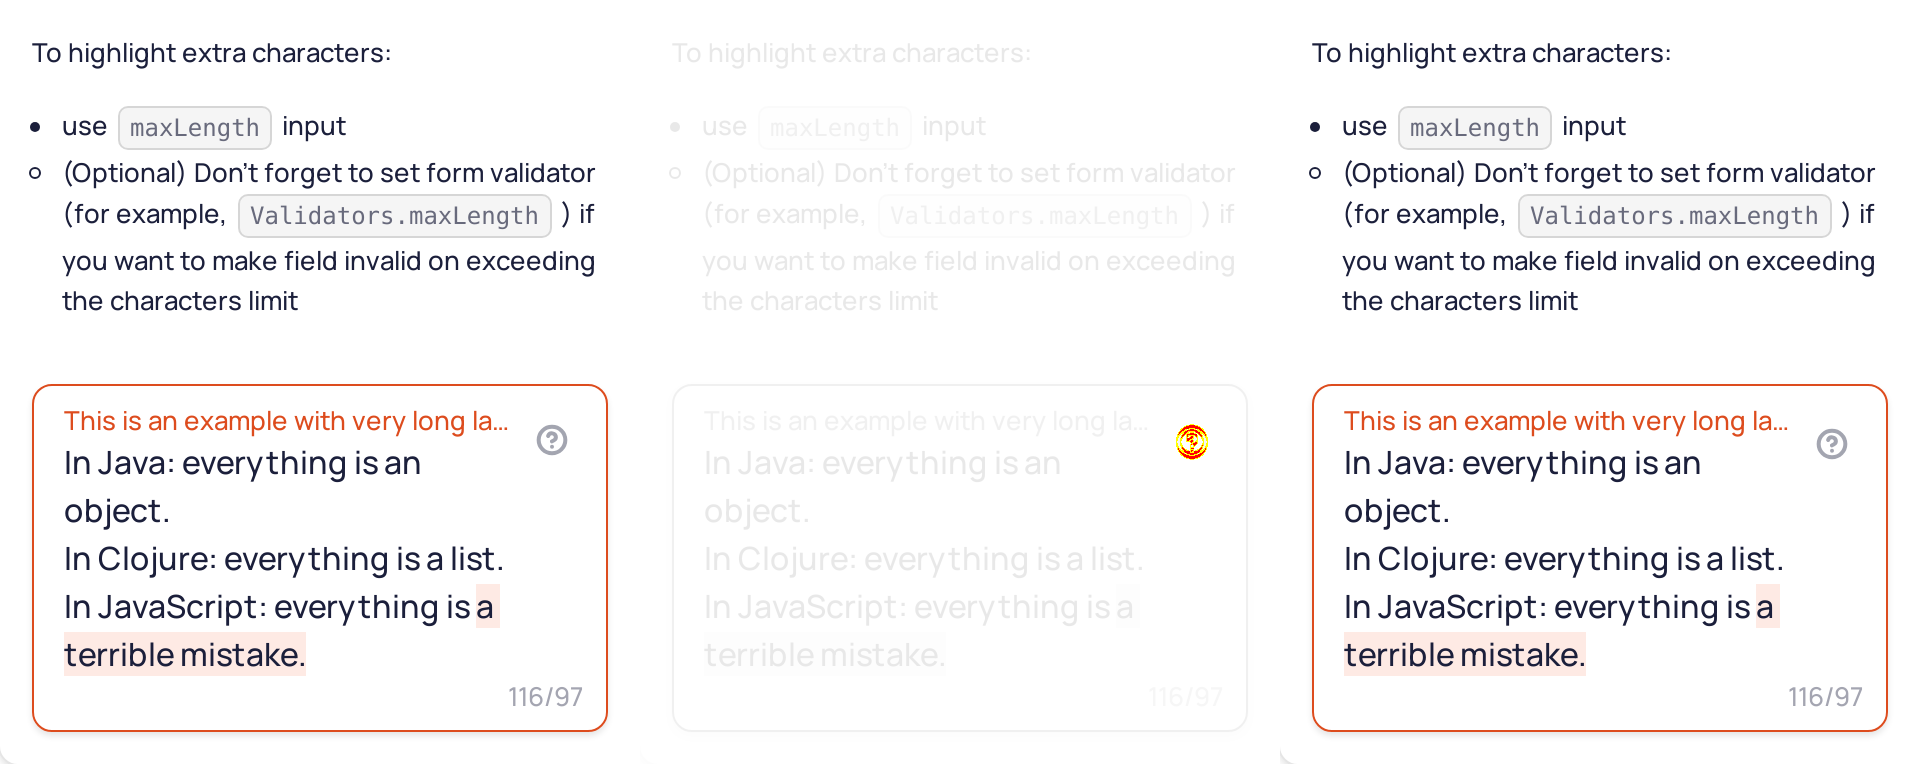 To highlight extra characters:
use maxLength input
(Optional) Don't forget to set form validator
(for example, Validators.maxLength ) if
you want to make field invalid on exceeding
the characters limit
This is an example with very long la...
In Java: everything is an
object.
In Clojure: everything is a list.
In JavaScript: everything is a
terrible mistake.
116/97
To highlight extra characters:
use maxLength input
(Optional) Don't forget to set form validator
(for example, Validators.maxLength ) if
you want to make field invalid on exceeding
the characters limit
This is an example with very long la...
In Java: everything is an
object.
In Clojure: everything is a list.
In JavaScript: everything is a
terrible mistake.
116/97
To highlight extra characters:
use maxLength input
(Optional) Don't forget to set form validator
(for example, Validators.maxLength ) if
you want to make field invalid on exceeding
the characters limit
This is an example with very long la...
In Java: everything is an
object.
In Clojure: everything is a list.
In JavaScript: everything is a
terrible mistake.
116/97